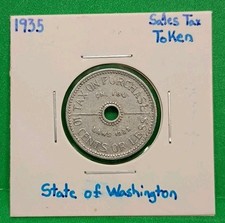 1935
Sales Tax
Token
TAX ON PURCHASE
10 CENTS OR LESS
State of Washington